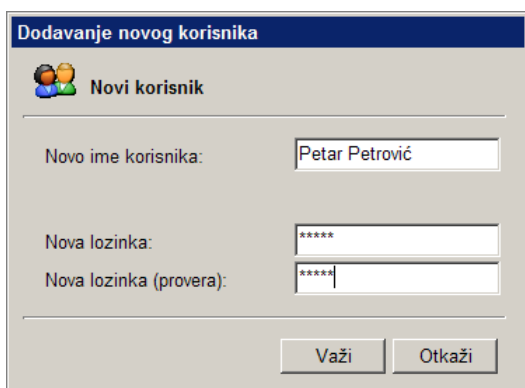 Dodavanje novog korisnika
Novi korisnik
Novo ime korisnika: Petar Petrović
Nova lozinka: *****
Nova lozinka (provera): *****
Važi Otkaži